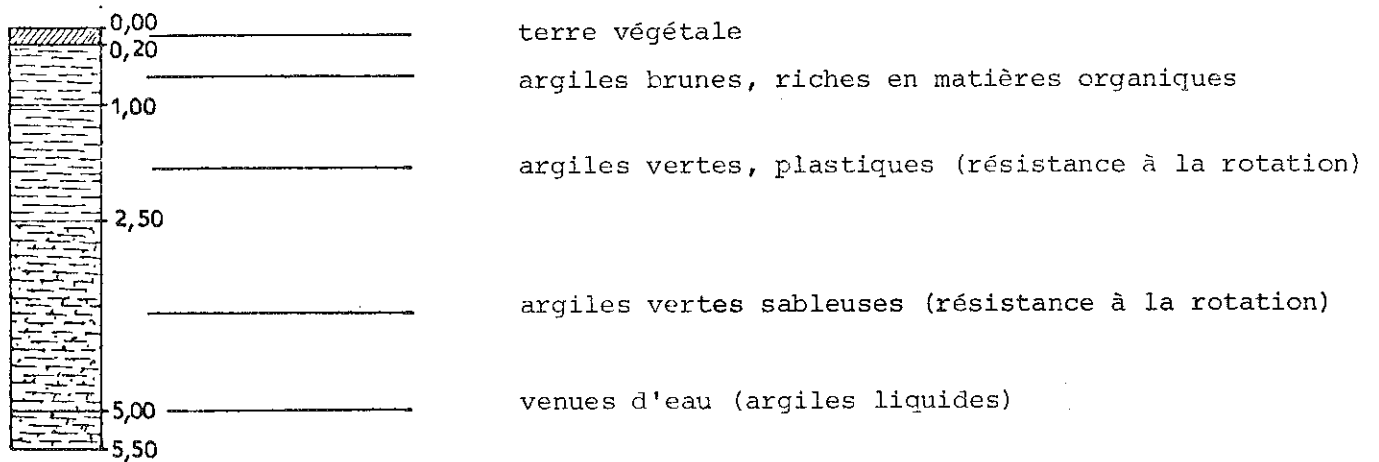 0,00
terre végétale
0,20
argiles brunes, riches en matières organiques
1,00
argiles vertes, plastiques (résistance à la rotation)
2,50
argiles vertes sableuses (résistance à la rotation)
5,00
venues d'eau (argiles liquides)
5,50